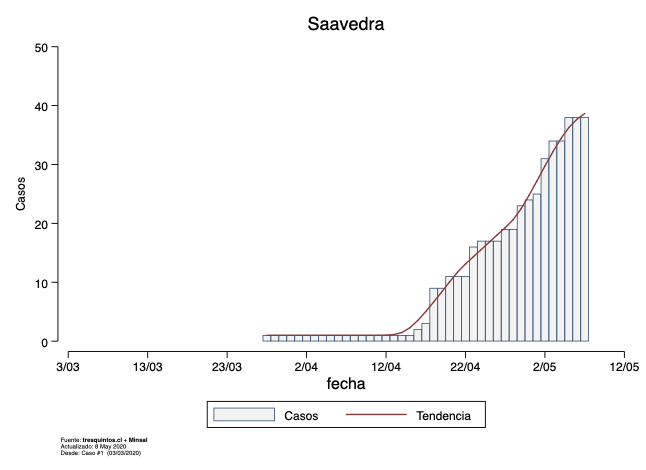 Saavedra
50
40
30
20
10
0
Casos
3/03 13/03 23/03 2/04 12/04 22/04 2/05 12/05
fecha
Casos Tendencia
Fuente: tresquintos.cl + Minsal
Actualizado: 8 May 2020
Desde: Caso #1 (03/03/2020)